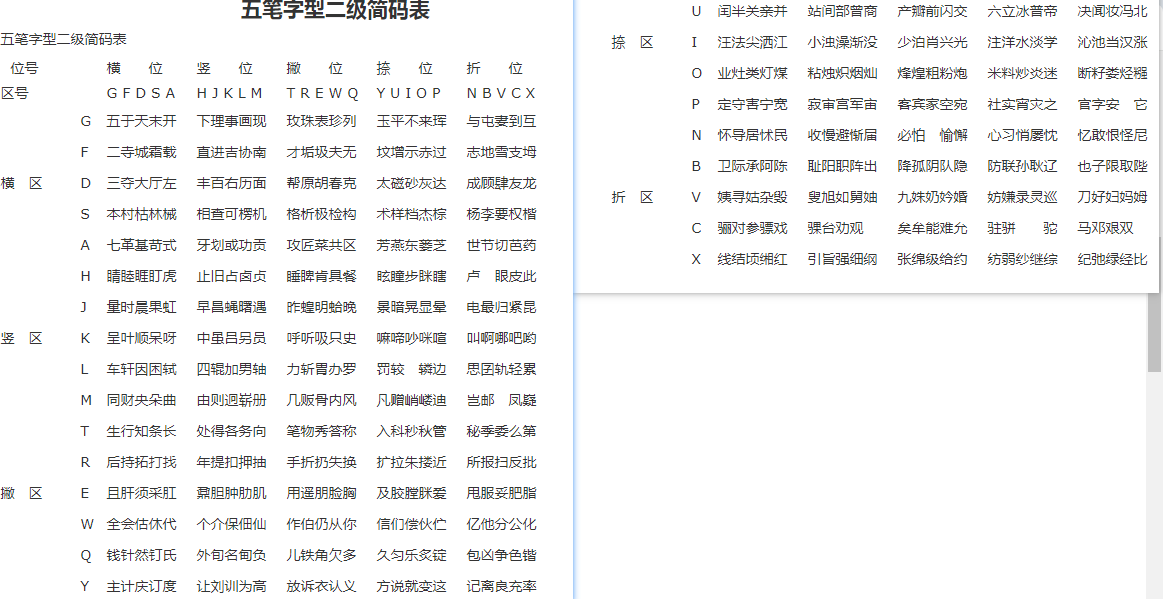 五笔字型二级简码表
五笔字型二级简码表
位号 横 位 竖 位 撇 位 捺 位 折 位
区号 G F D S A H J K L M T R E W Q Y U I O P N B V C X
G 五于天末开 下理事画现 玫珠表珍列 玉平不来珲 与屯妻到互
F 二寺城霜载 直进吉协南 才垢圾夫无 坟增示赤过 志地雪支坶
横 区 D 三夺大厅左 丰百右历面 帮原胡春克 太磁砂灰达 成顾肆友龙
S 本村枯林械 相查可楞机 格析极检构 术样档杰棕 杨李要权楷
A 七革基苛式 牙划或功贡 攻匠菜共区 芳燕东蒌芝 世节切芭药
H 睛睦睚盯虎 止旧占卤贞 睡睥肯具餐 眩瞳步眯瞎 卢 眼皮此
J 量时晨果虹 早昌蝇曙遇 昨蝗明蛤晚 景暗晃显晕 电最归紧昆
竖 区 K 呈叶顺呆呀 中虽吕另员 呼听吸只史 嘛啼吵咪喧 叫啊哪吧哟
L 车轩因困轼 四辊加男轴 力斩胃办罗 罚较 辚边 思囝轨轻累
M 同财央朵曲 由则迥崭册 几贩骨内风 凡赠峭嵝迪 岂邮 凤嶷
T 生行知条长 处得各务向 笔物秀答称 入科秒秋管 秘季委么第
R 后持拓打找 年提扣押抽 手折扔失换 扩拉朱搂近 所报扫反批
撇 区 E 且肝须采肛 鼐胆肿肋肌 用遥朋脸胸 及胶膛脒爱 甩服妥肥脂
W 全会估休代 个介保佃仙 作伯仍从你 信们偿伙伫 亿他分公化
Q 钱针然钉氏 外旬名甸负 儿铁角欠多 久匀乐炙锭 包凶争色锴
Y 主计庆订度 让刘训为高 放诉衣认义 方说就变这 记离良充率
U 闰半关亲并 站间部曾商 产瓣前闪交 六立冰普帝 决闻妆冯北
捺 区 I 汪法尖洒江 小浊澡渐没 少泊肖兴光 注洋水淡学 沁池当汉涨
O 业灶类灯煤 粘烛炽烟灿 烽煌粗粉炮 米料炒炎迷 断籽娄烃糨
P 定守害宁宽 寂审宫军宙 客宾家空宛 社实宵灾之 官字安 它
N 怀导居怵民 收慢避惭届 必怕 愉懈 心习悄屡忱 忆敢恨怪尼
B 卫际承阿陈 耻阳职阵出 降孤阴队隐 防联孙耿辽 也子限取陛
折 区 V 姨寻姑杂毁 叟旭如舅妯 九姝奶妗婚 妨嫌录灵巡 刀好妇妈姆
C 骊对参骠戏 骒台劝观 矣牟能难允 驻骈 驼 马邓艰双
X 线结顷缃红 引旨强细纲 张绵级给约 纺弱纱继综 纪弛绿经比